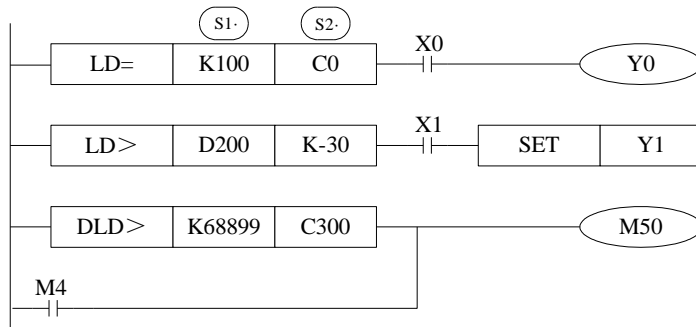 S1· S2·
LD= K100 C0 X0 Y0
LD＞ D200 K-30 X1 SET Y1
DLD＞ K68899 C300 M50
M4